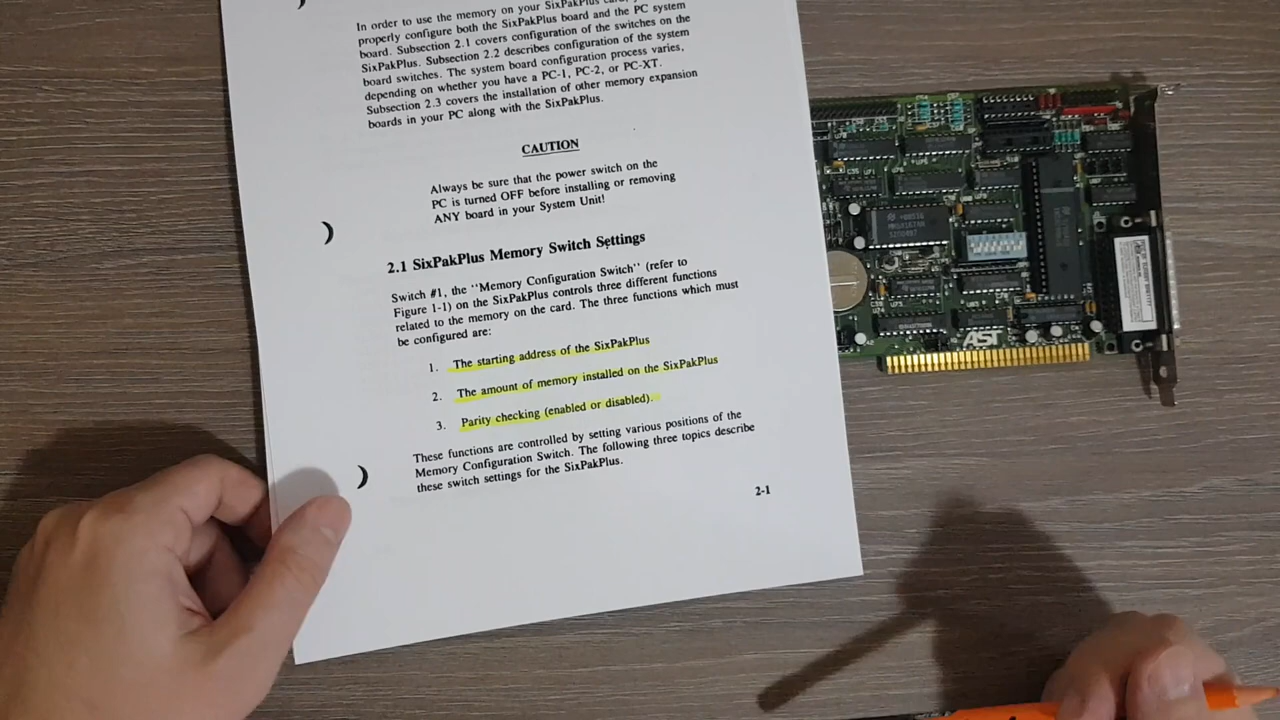 In order to use the memory on your SixPakPlus card,
properly configure both the SixPakPlus board and the PC system
board. Subsection 2.1 covers configuration of the switches on the
SixPakPlus. Subsection 2.2 describes configuration of the system
board switches. The system board configuration process varies,
depending on whether you have a PC-1, PC-2, or PC-XT.
Subsection 2.3 covers the installation of other memory expansion
boards in your PC along with the SixPakPlus.
CAUTION
Always be sure that the power switch on the
PC is turned OFF before installing or removing
ANY board in your System Unit!
2.1 SixPakPlus Memory Switch Settings
Switch #1, the "Memory Configuration Switch" (refer to
Figure 1-1) on the SixPakPlus controls three different functions
related to the memory on the card. The three functions which must
be configured are:
1. The starting address of the SixPakPlus
2. The amount of memory installed on the SixPakPlus
3. Parity checking (enabled or disabled).
These functions are controlled by setting various positions of the
Memory Configuration Switch. The following three topics describe
these switch settings for the SixPakPlus.
2-1
AST